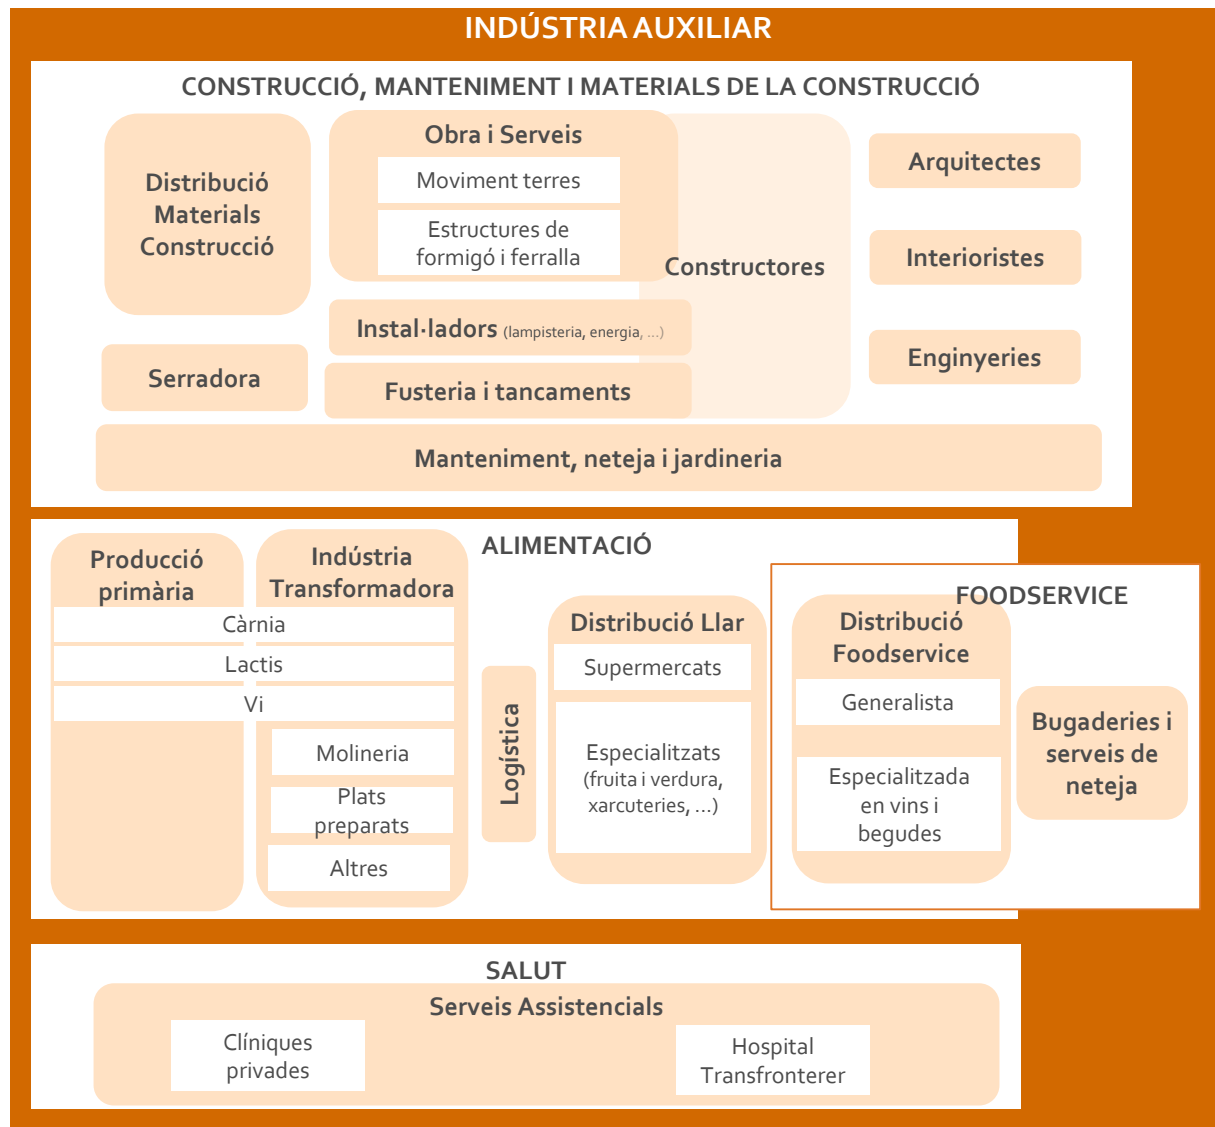 INDÚSTRIA AUXILIAR
CONSTRUCCIÓ, MANTENIMENT I MATERIALS DE LA CONSTRUCCIÓ
Distribució
Materials
Construcció
Obra i Serveis
Moviment terres
Estructures de
formigó i ferralla
Constructores
Arquitectes
Interioristes
Enginyeries
Instal·ladors (lampisteria, energia, ...)
Serradora
Fusteria i tancaments
Manteniment, neteja i jardineria
ALIMENTACIÓ
Producció
primària
Indústria
Transformadora
Càrnia
Lactis
Vi
Molineria
Plats
preparats
Altres
Logística
Distribució Llar
Supermercats
Especialitzats
(fruita i verdura,
xarcuteries, ...)
FOODSERVICE
Distribució
Foodservice
Generalista
Especialitzada
en vins i
begudes
Bugaderies i
serveis de
neteja
SALUT
Serveis Assistencials
Clíniques
privades
Hospital
Transfronterer